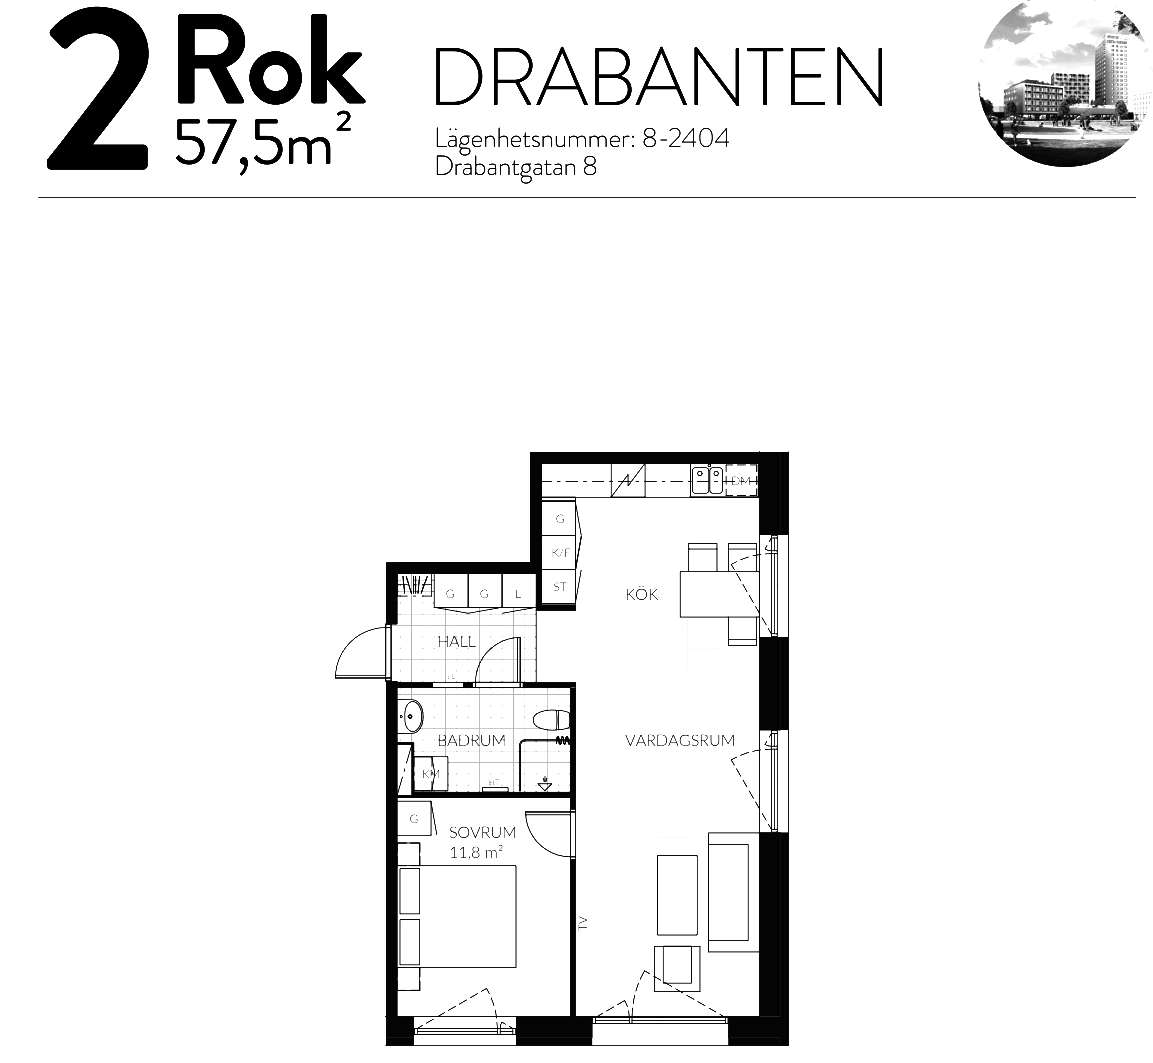 2 Rok
57,5m²
DRABANTEN
Lägenhetsnummer: 8-2404
Drabantgatan 8
DM
G
K/F
ST
KÖK
G G L
HALL
BADRUM
VARDAGSRUM
KM
G
SOVRUM
11.8 m²
TV